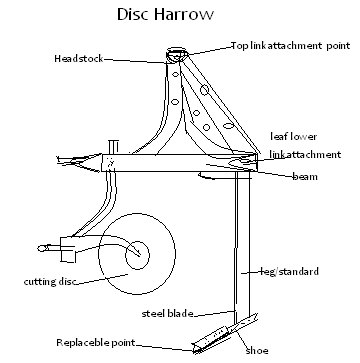 Disc Harrow
Top link attachment point
Headstock
leaf lower
link attachment
beam
leg/standard
cutting disc
steel blade
Replaceble point
shoe